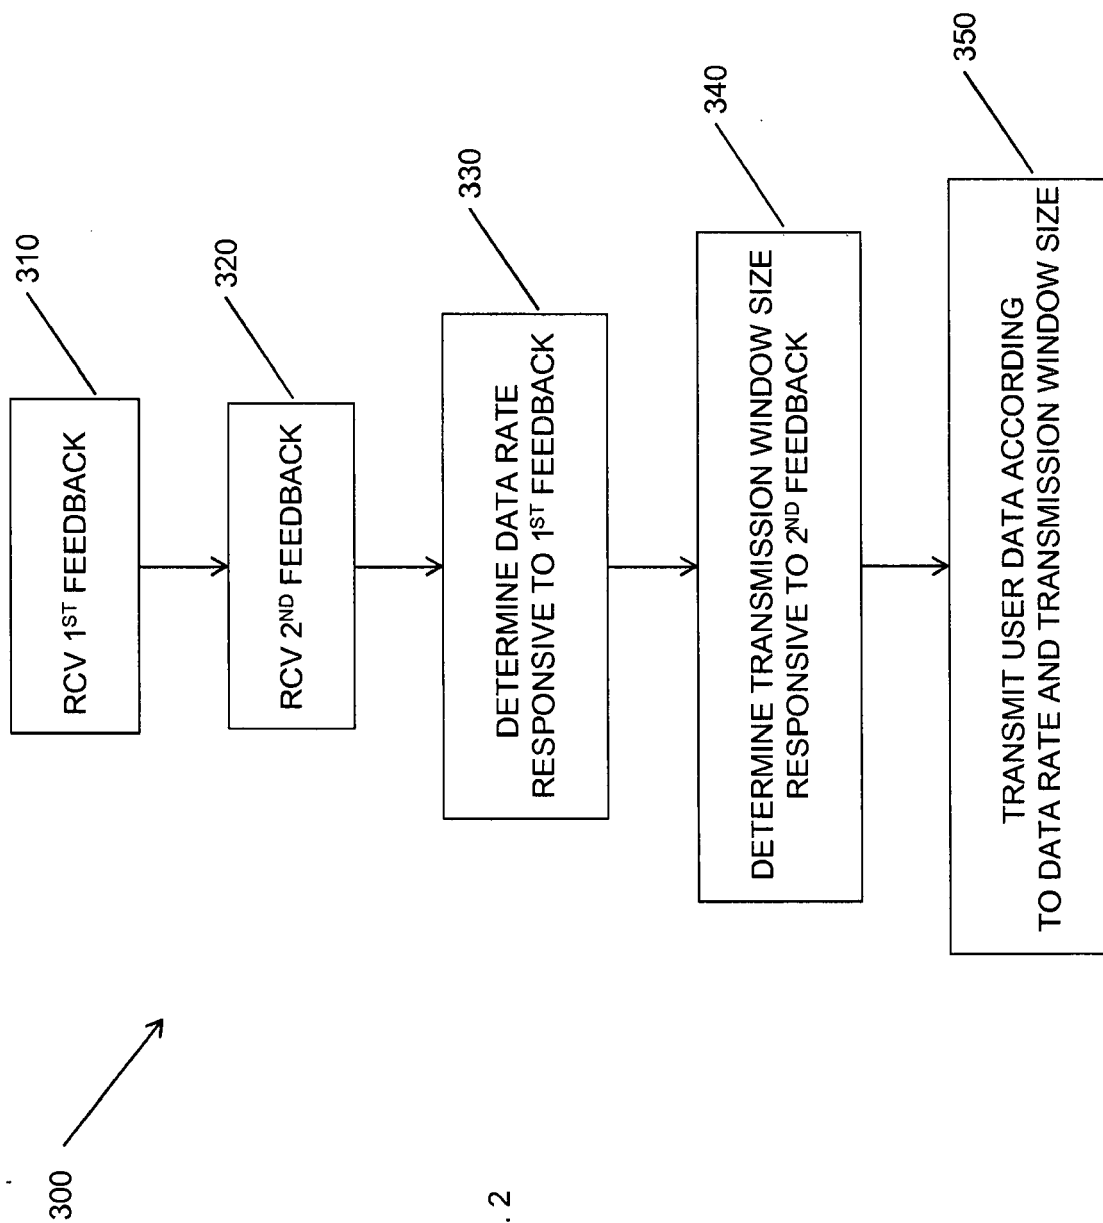 300
RCV 1ST FEEDBACK
310
RCV 2ND FEEDBACK
320
DETERMINE DATA RATE
RESPONSIVE TO 1ST FEEDBACK
330
DETERMINE TRANSMISSION WINDOW SIZE
RESPONSIVE TO 2ND FEEDBACK
340
TRANSMIT USER DATA ACCORDING
TO DATA RATE AND TRANSMISSION WINDOW SIZE
350
. 2